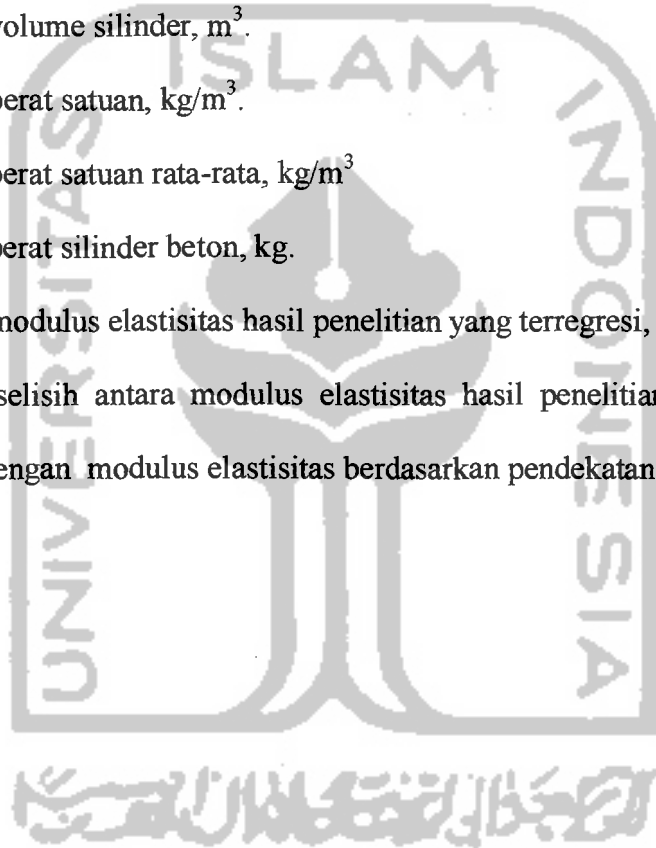 volume silinder, m³.
berat satuan, kg/m³.
berat satuan rata-rata, kg/m³
berat silinder beton, kg.
modulus elastisitas hasil penelitian yang terregresi,
selisih antara modulus elastisitas hasil penelitian
dengan modulus elastisitas berdasarkan pendekatan
UNIVERSITAS
ISLAM
INDONESIA